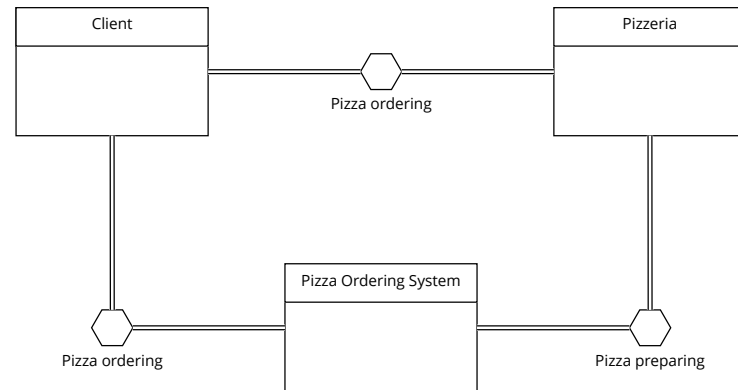 Client
Pizzeria
Pizza ordering
Pizza Ordering System
Pizza ordering
Pizza preparing